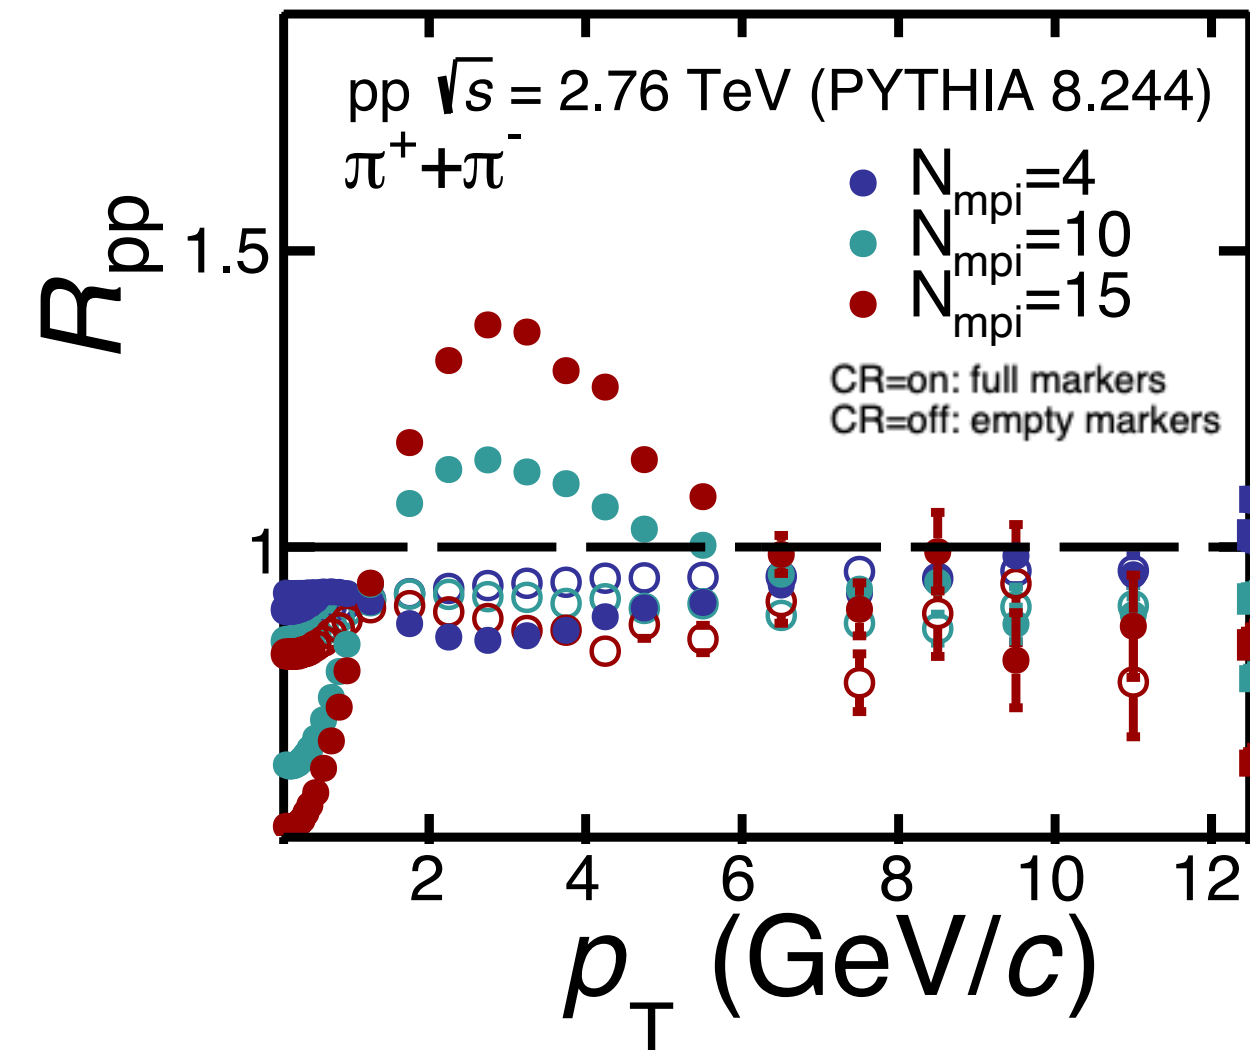 pp √s = 2.76 TeV (PYTHIA 8.244)
π⁺+π⁻
N_mpi=4
N_mpi=10
N_mpi=15
CR=on: full markers
CR=off: empty markers
R_pp
1.5
1
2 4 6 8 10 12
p_T (GeV/c)